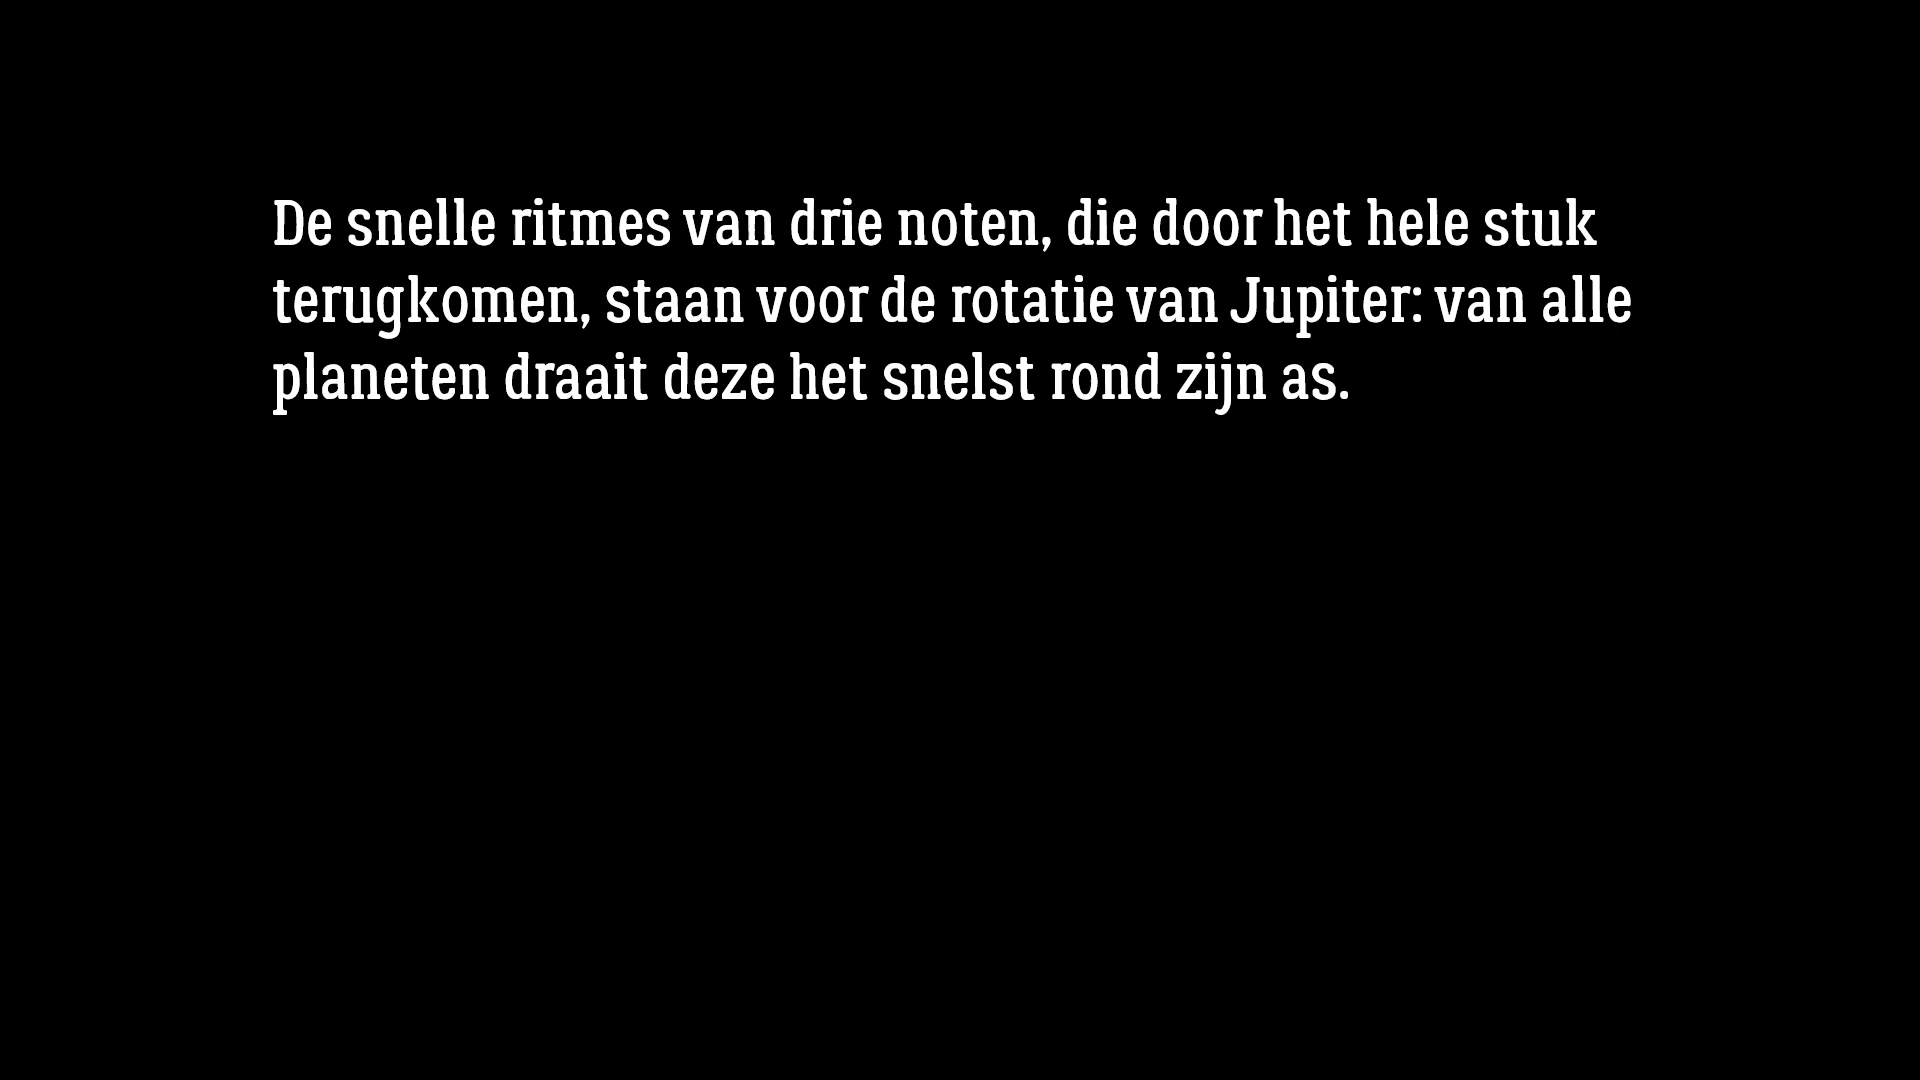 De snelle ritmes van drie noten, die door het hele stuk
terugkomen, staan voor de rotatie van Jupiter: van alle
planeten draait deze het snelst rond zijn as.